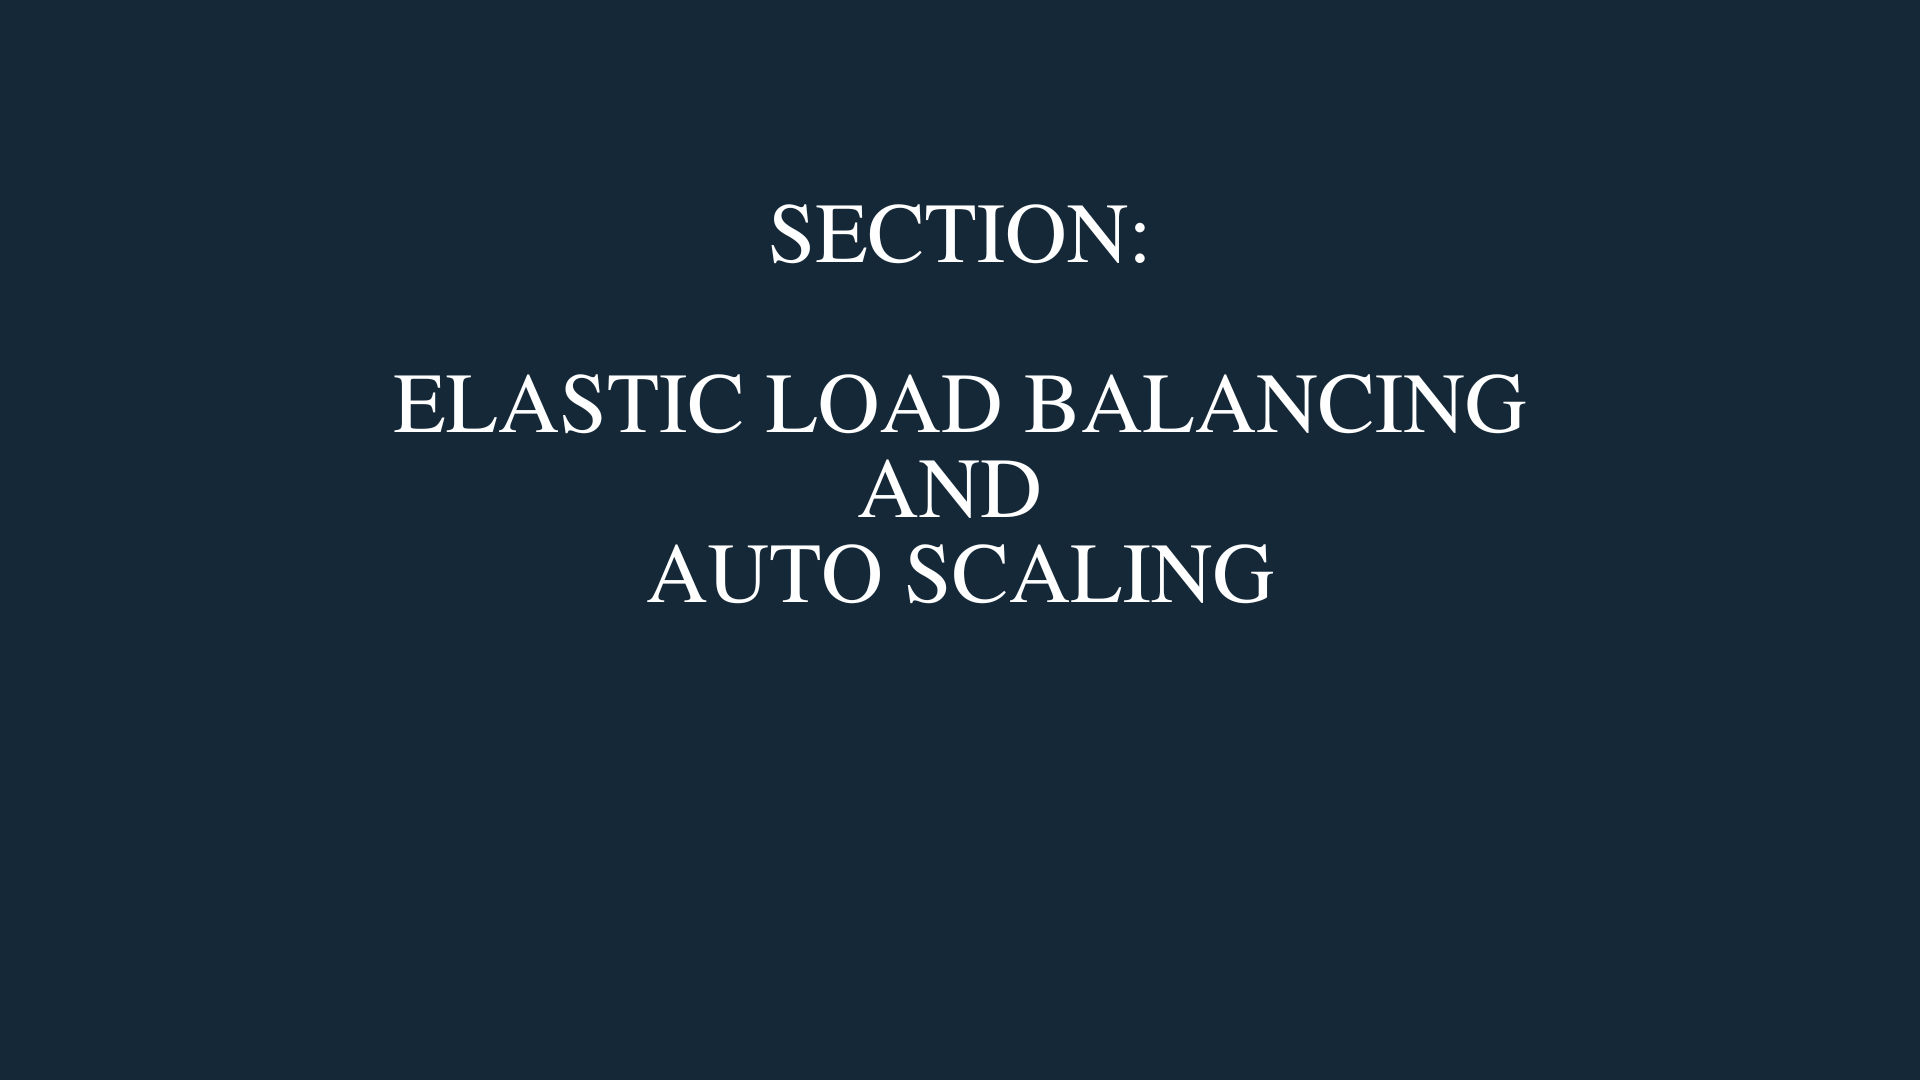 SECTION:
ELASTIC LOAD BALANCING
AND
AUTO SCALING